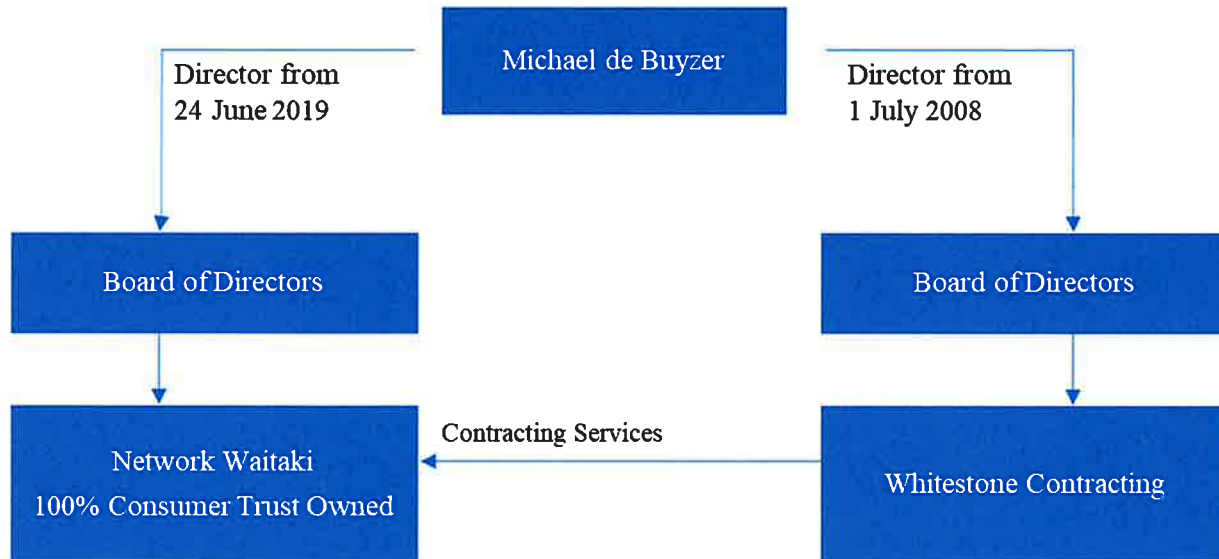 Michael de Buyzer
Director from
24 June 2019
Director from
1 July 2008
Board of Directors
Board of Directors
Network Waitaki
100% Consumer Trust Owned
Contracting Services
Whitestone Contracting